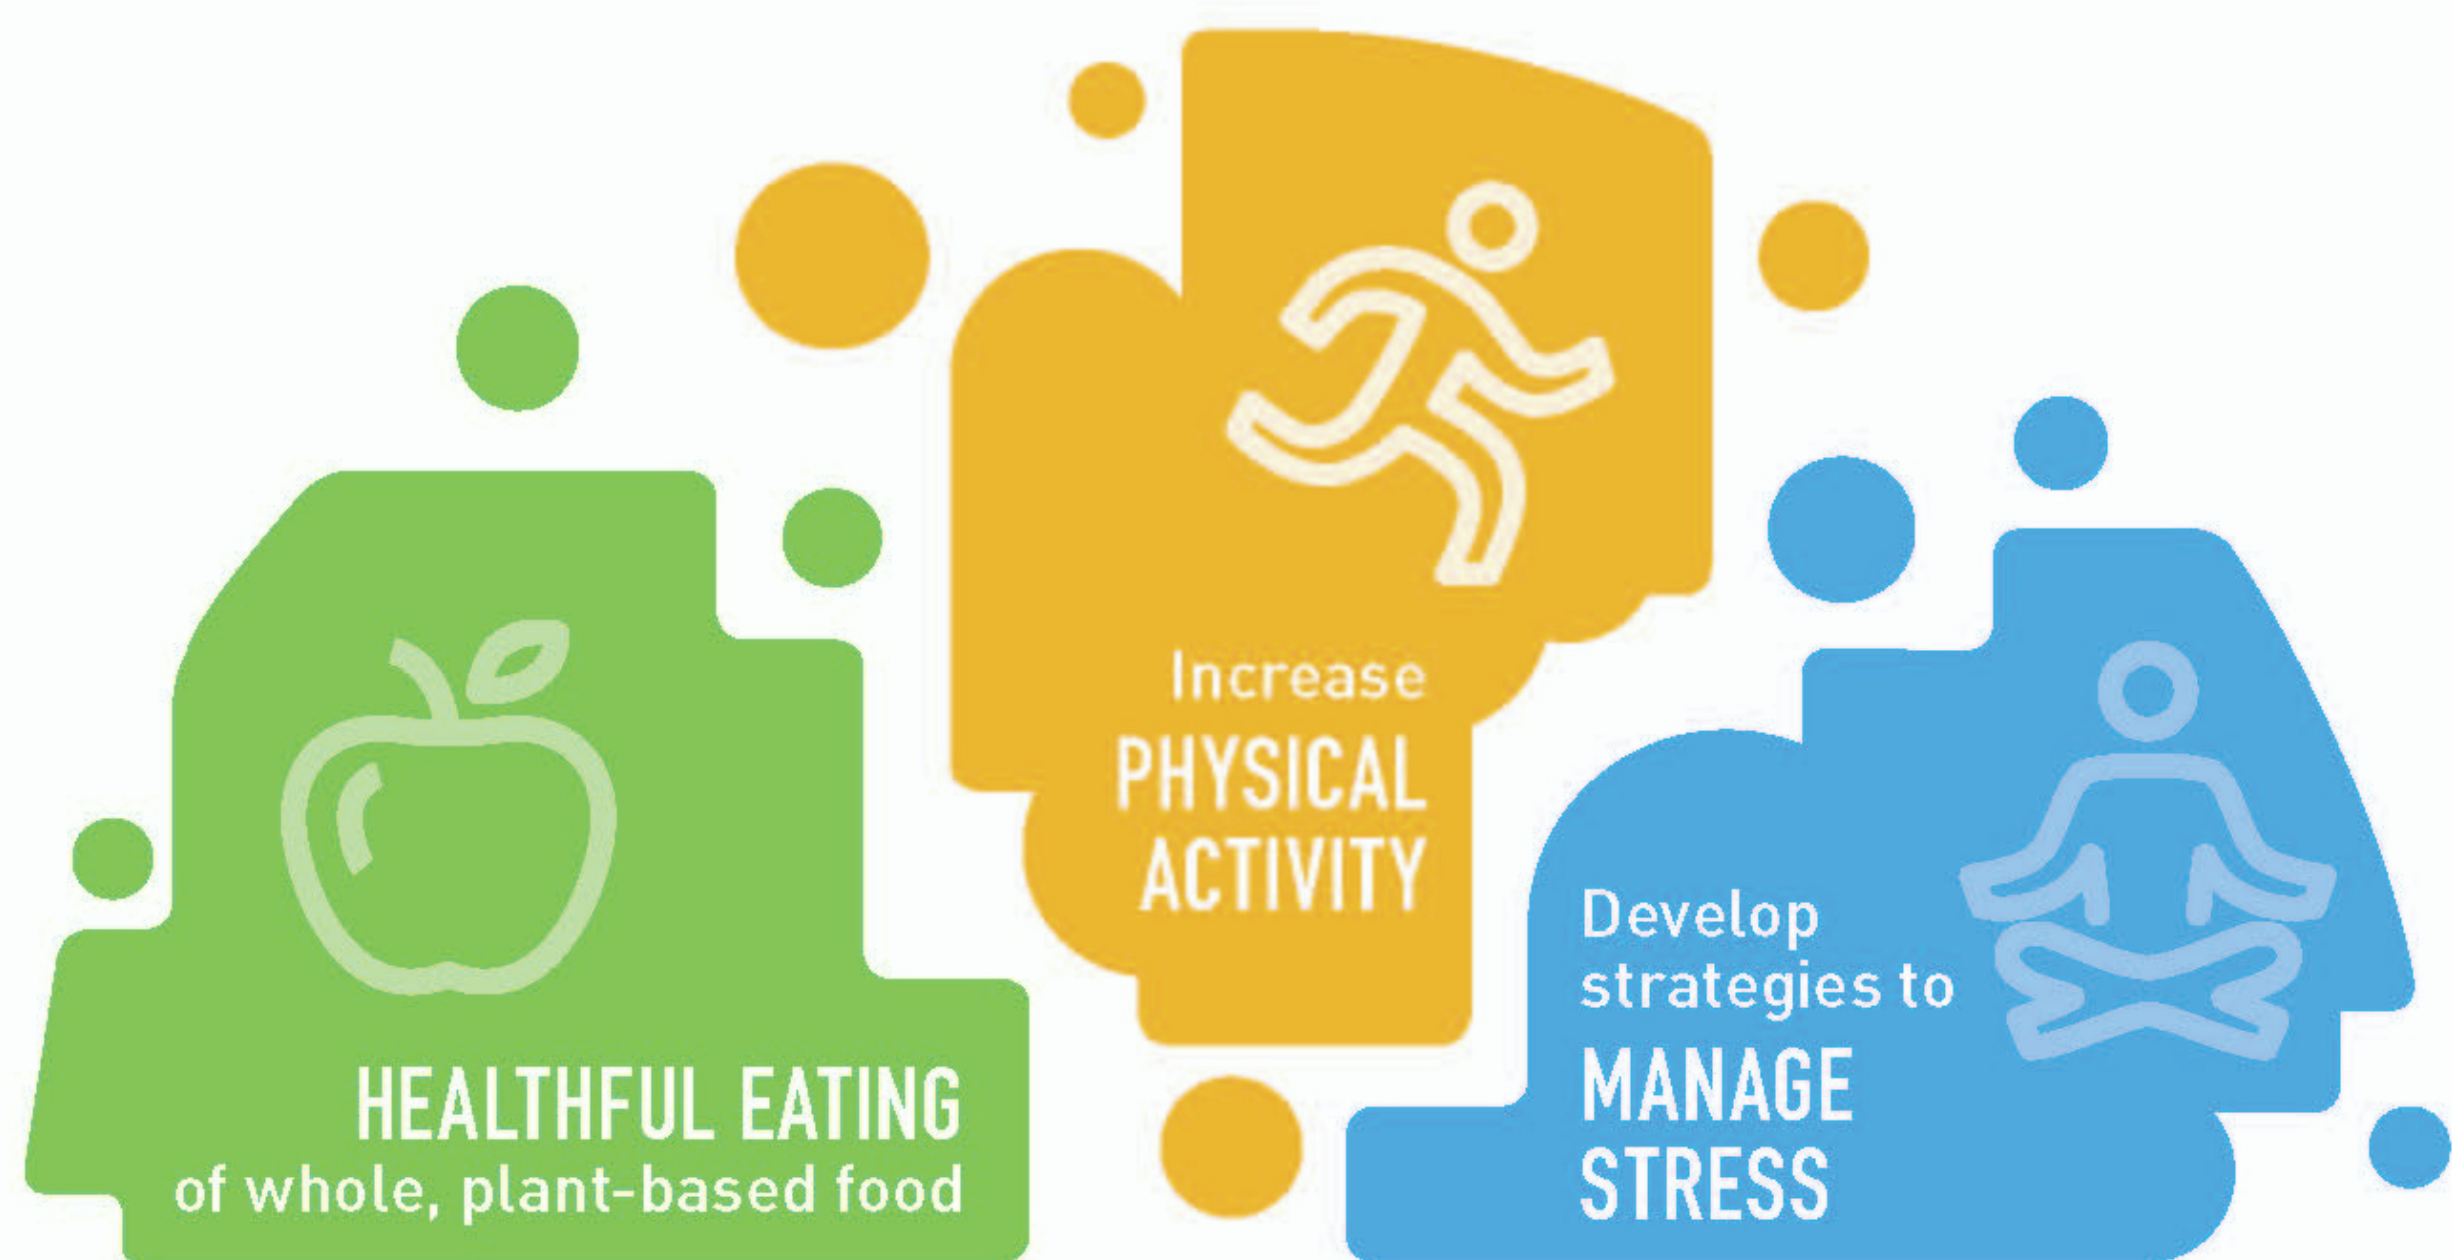 HEALTHFUL EATING
of whole, plant-based food
Increase
PHYSICAL
ACTIVITY
Develop
strategies to
MANAGE
STRESS